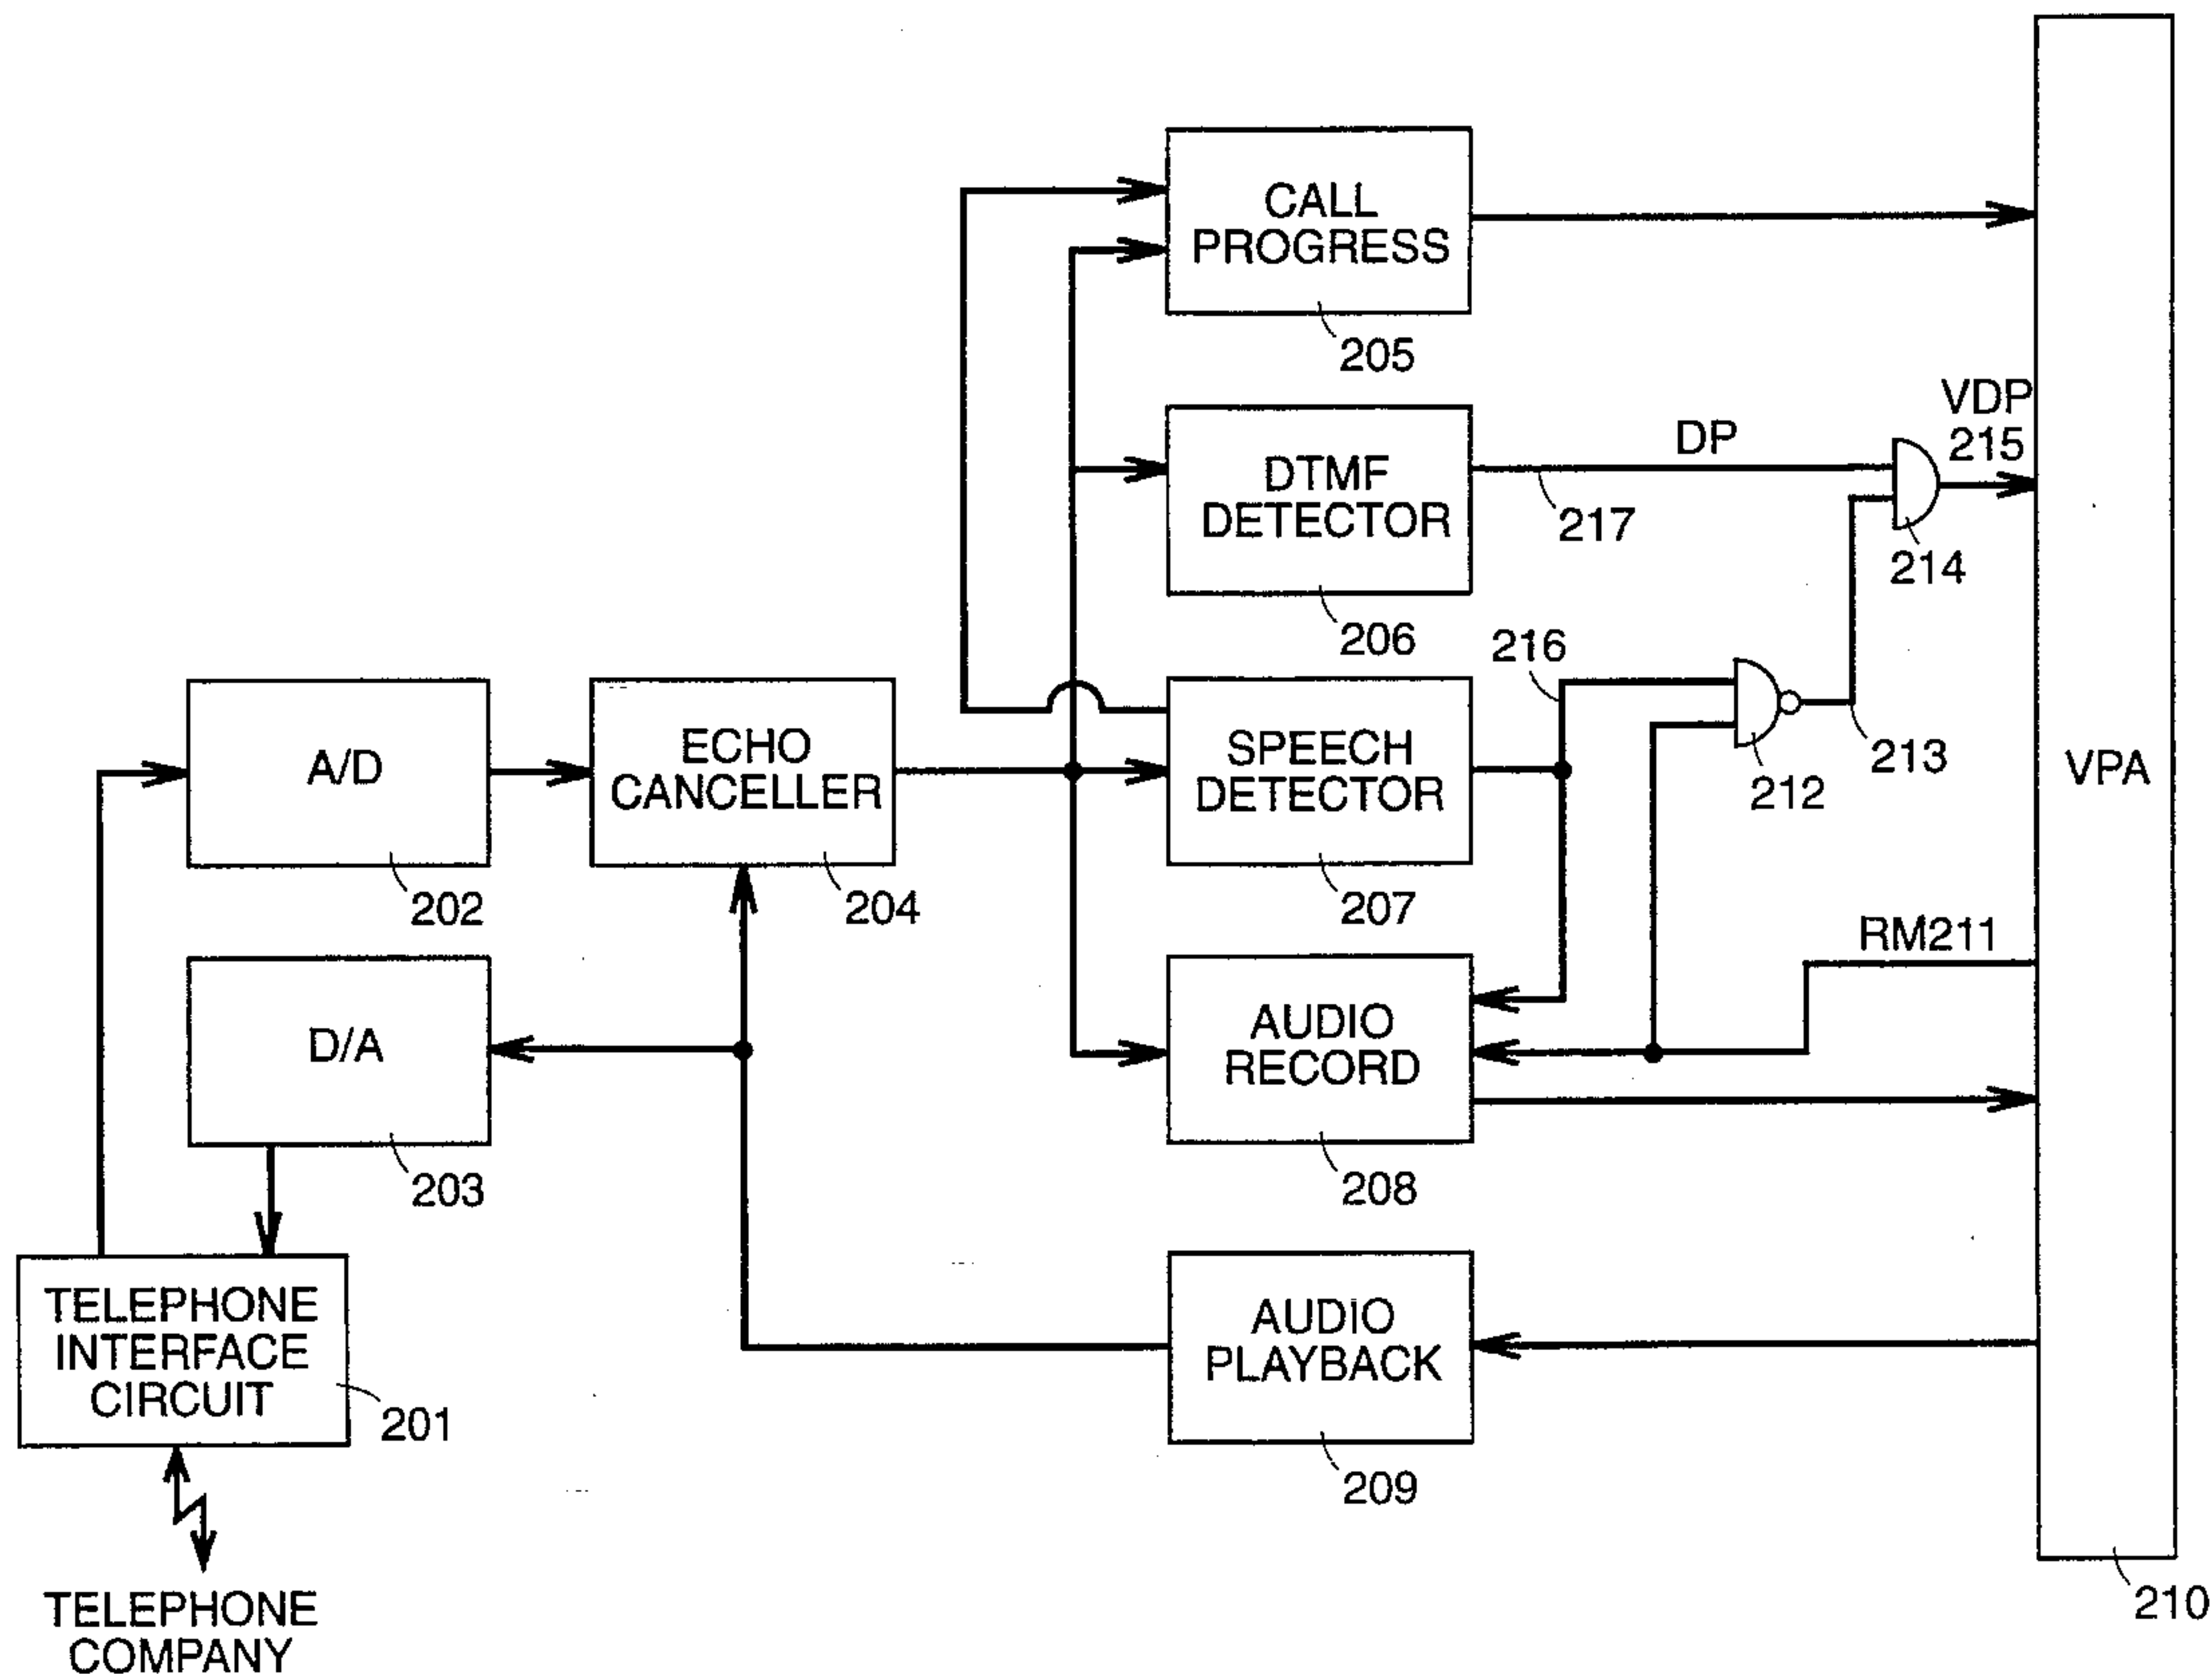 CALL
PROGRESS
205
VDP
215
DP
DTMF
DETECTOR
217
214
206
216
A/D
ECHO
CANCELLER
SPEECH
DETECTOR
213
212
VPA
202
204
207
RM211
D/A
AUDIO
RECORD
203
208
TELEPHONE
INTERFACE
CIRCUIT
201
AUDIO
PLAYBACK
209
TELEPHONE
COMPANY
210